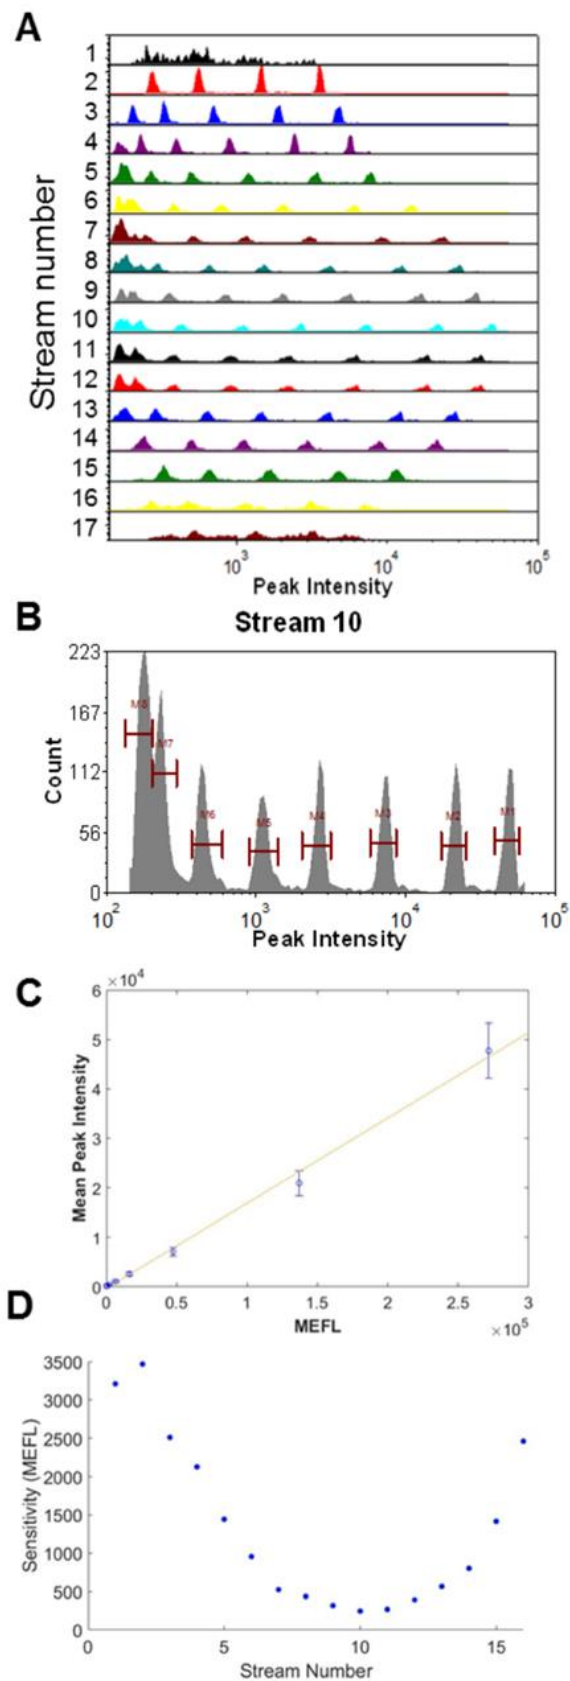 A
Stream number
1
2
3
4
5
6
7
8
9
10
11
12
13
14
15
16
17
10³ 10⁴ 10⁵
Peak Intensity
B
Stream 10
Count
223
167
112
56
0
M8
M7
M6
M5
M4
M3
M2
M1
10² 10³ 10⁴ 10⁵
Peak Intensity
C
×10⁴
Mean Peak Intensity
6
5
4
3
2
1
0
0 0.5 1 1.5 2 2.5 3
MEFL
×10⁵
D
Sensitivity (MEFL)
3500
3000
2500
2000
1500
1000
500
0
0 5 10 15
Stream Number